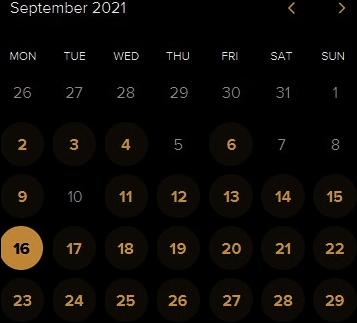 September 2021
MON TUE WED THU FRI SAT SUN
26 27 28 29 30 31 1
2 3 4 5 6 7 8
9 10 11 12 13 14 15
16 17 18 19 20 21 22
23 24 25 26 27 28 29